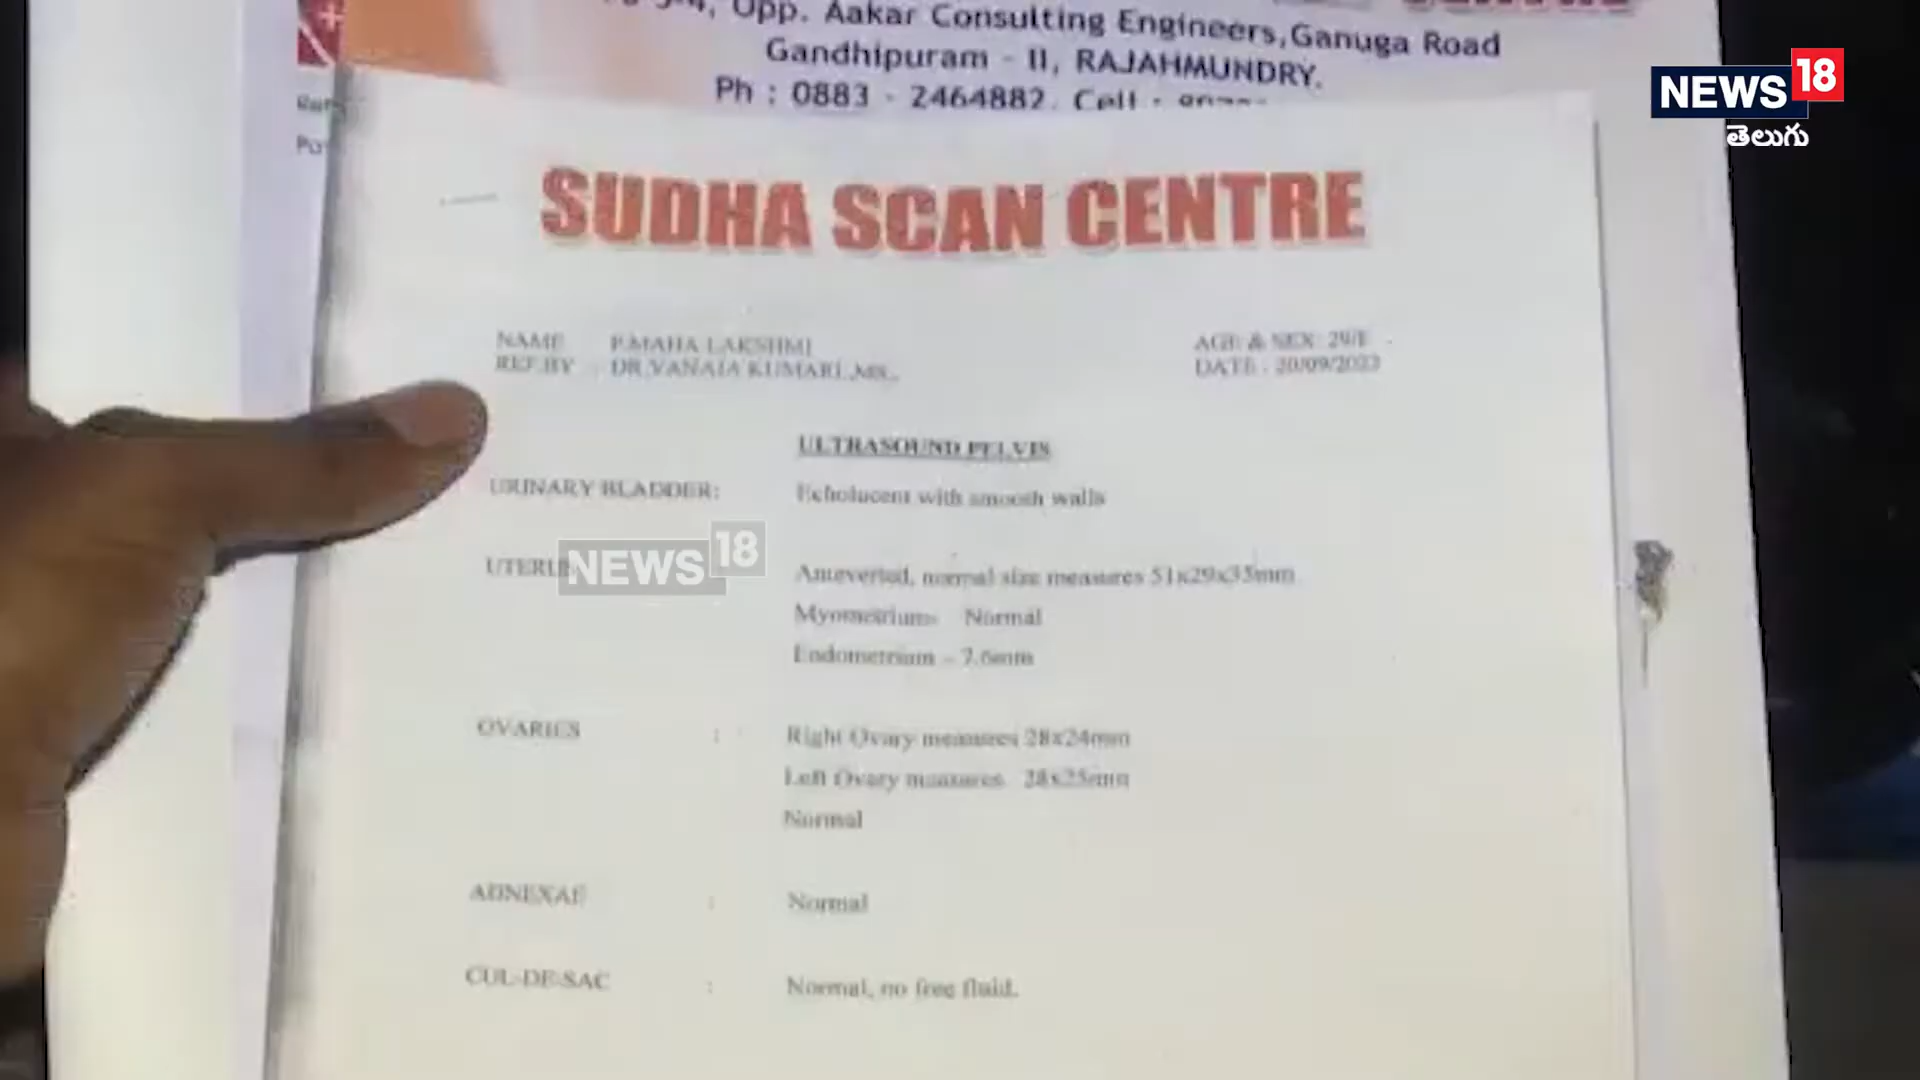 Opp. Aakar Consulting Engineers,Ganuga Road
Gandhipuram - II, RAJAHMUNDRY.
Ph : 0883 - 2464882. Cell :
NEWS18
తెలుగు
SUDHA SCAN CENTRE
NAME P.MAHA LAKSHMI AGE & SEX: 29/F
REF.BY : DR.VANAJA KUMARI.,MS., DATE : 20/09/2022
ULTRASOUND PELVIS
URINARY BLADDER: Echolucent with smooth walls
UTERUS Anteverted, normal size measures 51x29x35mm
NEWS18
Myometrium- Normal
Endometrium - 7.6mm
OVARIES : Right Ovary measures 28x24mm
Left Ovary measures 28x25mm
Normal
ADNEXAE : Normal
CUL-DE-SAC : Normal, no free fluid.